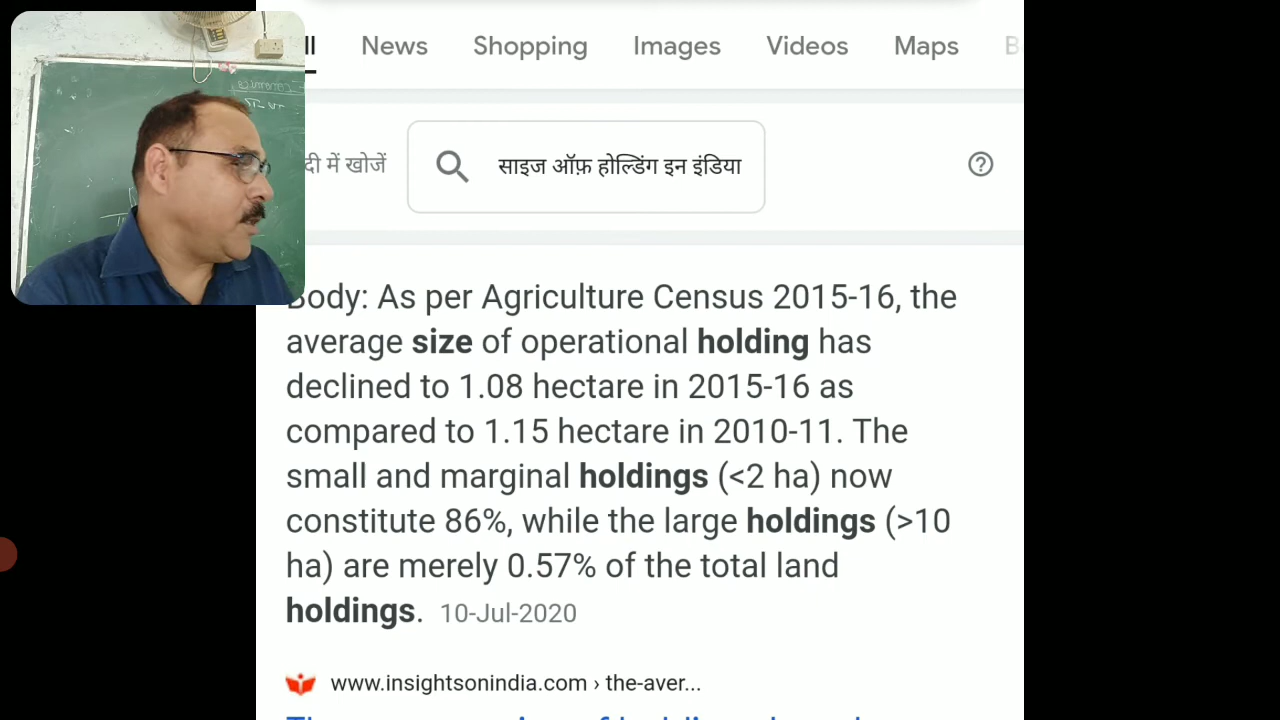 ll News Shopping Images Videos Maps B
दी में खोजें साइज ऑफ़ होल्डिंग इन इंडिया
Body: As per Agriculture Census 2015-16, the
average size of operational holding has
declined to 1.08 hectare in 2015-16 as
compared to 1.15 hectare in 2010-11. The
small and marginal holdings (<2 ha) now
constitute 86%, while the large holdings (>10
ha) are merely 0.57% of the total land
holdings. 10-Jul-2020
www.insightsonindia.com › the-aver...